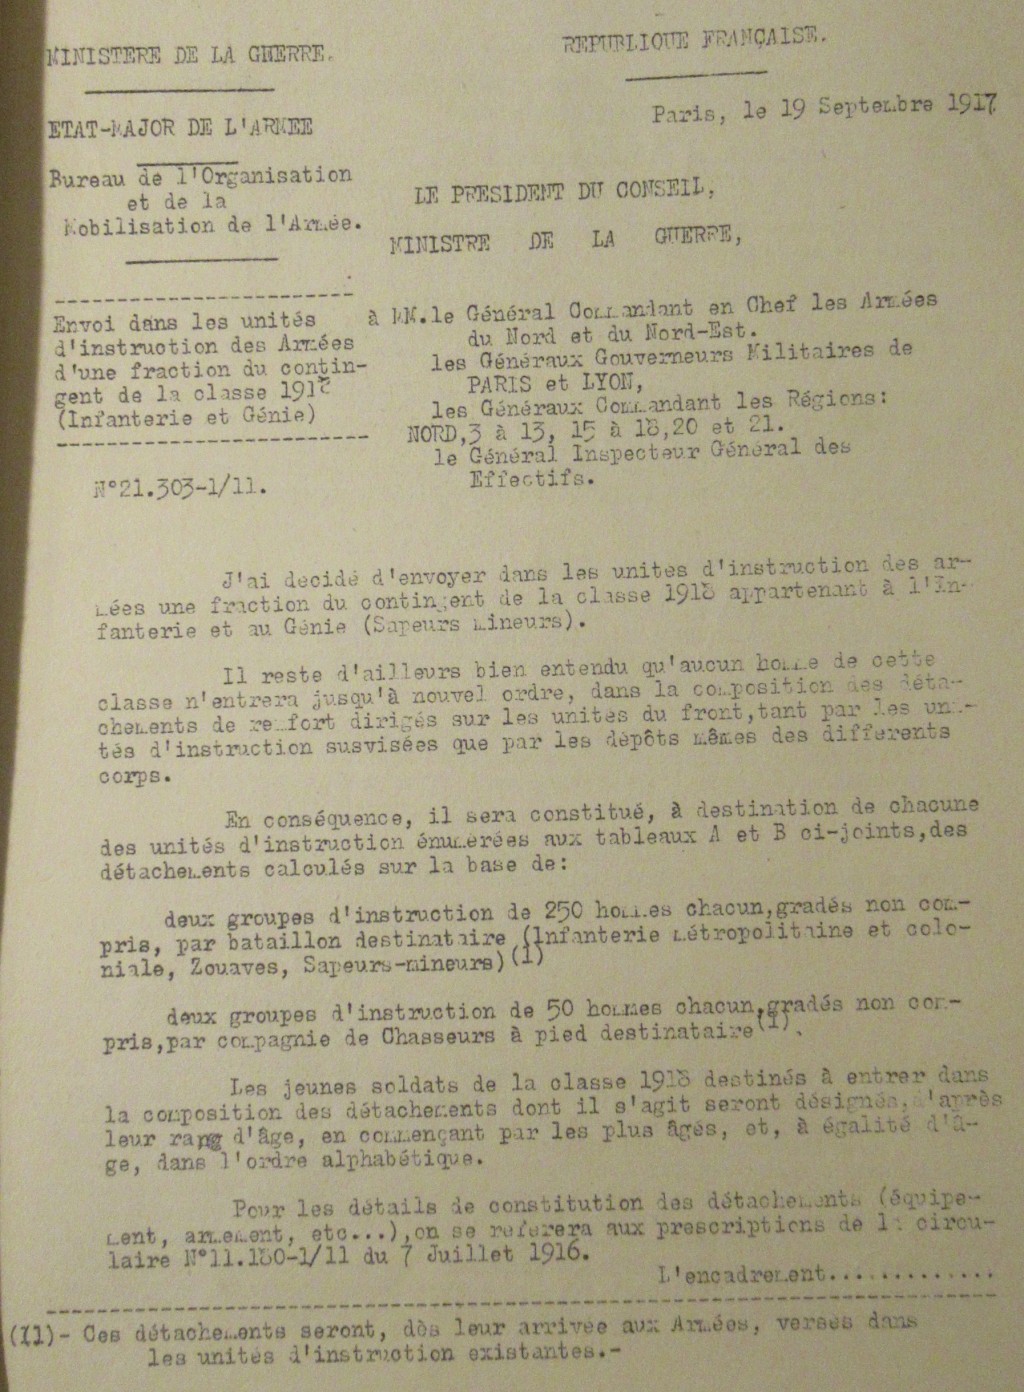 MINISTERE DE LA GUERRE.
REPUBLIQUE FRANÇAISE.
Paris, le 19 Septembre 1917
ETAT-MAJOR DE L'ARMEE
Bureau de l'Organisation
et de la
Mobilisation de l'Armée.
LE PRESIDENT DU CONSEIL,
MINISTRE DE LA GUERRE,
Envoi dans les unités
d'instruction des Armées
d'une fraction du contin-
gent de la classe 1918
(Infanterie et Génie)
N°21.303-1/11.
à MM.le Général Commandant en Chef les Armées
du Nord et du Nord-Est.
les Généraux Gouverneurs Militaires de
PARIS et LYON,
les Généraux Commandant les Régions:
NORD,3 à 13, 15 à 18,20 et 21.
le Général Inspecteur Général des
Effectifs.
J'ai decidé d'envoyer dans les unites d'instruction des ar-
mées une fraction du contingent de la classe 1918 appartenant à l'In-
fanterie et au Génie (Sapeurs mineurs).
Il reste d'ailleurs bien entendu qu'aucun homme de cette
classe n'entrera jusqu'à nouvel ordre, dans la composition des déta-
chements de renfort dirigés sur les unités du front,tant par les uni-
tés d'instruction susvisées que par les dépôts mêmes des différents
corps.
En conséquence, il sera constitué, à destination de chacune
des unités d'instruction énumérées aux tableaux A et B ci-joints,des
détachements calculés sur la base de:
deux groupes d'instruction de 250 hommes chacun,gradés non com-
pris, par bataillon destinataire (Infanterie métropolitaine et colo-
niale, Zouaves, Sapeurs-mineurs)(1)
deux groupes d'instruction de 50 hommes chacun,gradés non com-
pris,par compagnie de Chasseurs à pied destinataire(1).
Les jeunes soldats de la classe 1918 destinés à entrer dans
la composition des détachements dont il s'agit seront désignés,d'après
leur rang d'âge, en commençant par les plus âgés, et, à égalité d'â-
ge, dans l'ordre alphabétique.
Pour les détails de constitution des détachements (équipe-
ment, armement, etc...),on se referera aux prescriptions de la circu-
laire N°11.180-1/11 du 7 Juillet 1916.
L'encadrement..............
(11)- Ces détachements seront, dès leur arrivée aux Armées, versés dans
les unités d'instruction existantes.-